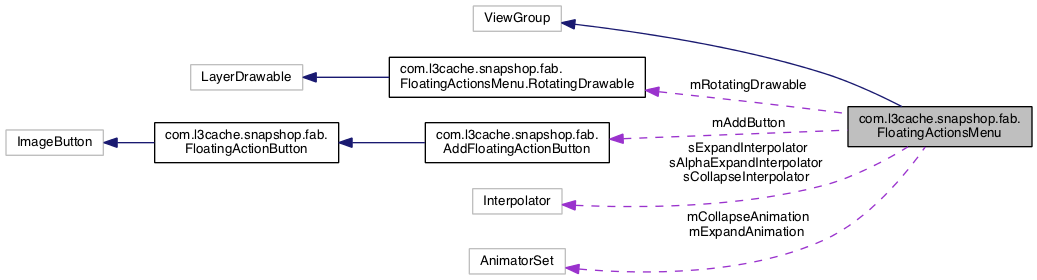 ViewGroup
LayerDrawable
com.l3cache.snapshop.fab.
FloatingActionsMenu.RotatingDrawable
mRotatingDrawable
com.l3cache.snapshop.fab.
FloatingActionsMenu
ImageButton
com.l3cache.snapshop.fab.
FloatingActionButton
com.l3cache.snapshop.fab.
AddFloatingActionButton
mAddButton
sExpandInterpolator
sAlphaExpandInterpolator
sCollapseInterpolator
Interpolator
mCollapseAnimation
mExpandAnimation
AnimatorSet